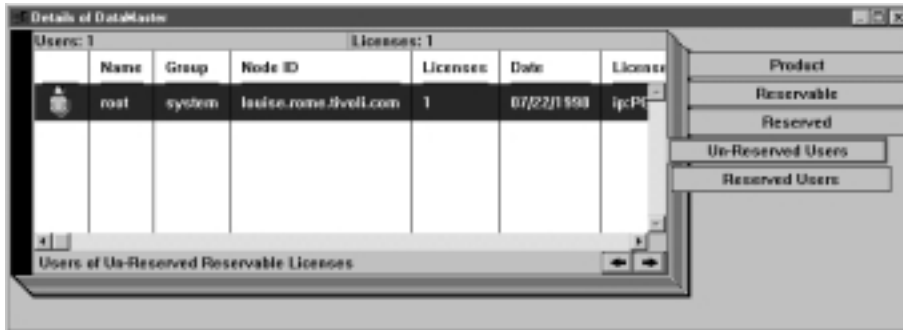 Details of DataMaster
Users: 1 Licenses: 1
Name Group Node ID Licenses Date License
root system louise.rome.tivoli.com 1 07/22/1998
Users of Un-Reserved Reservable Licenses
Product
Reservable
Reserved
Un-Reserved Users
Reserved Users